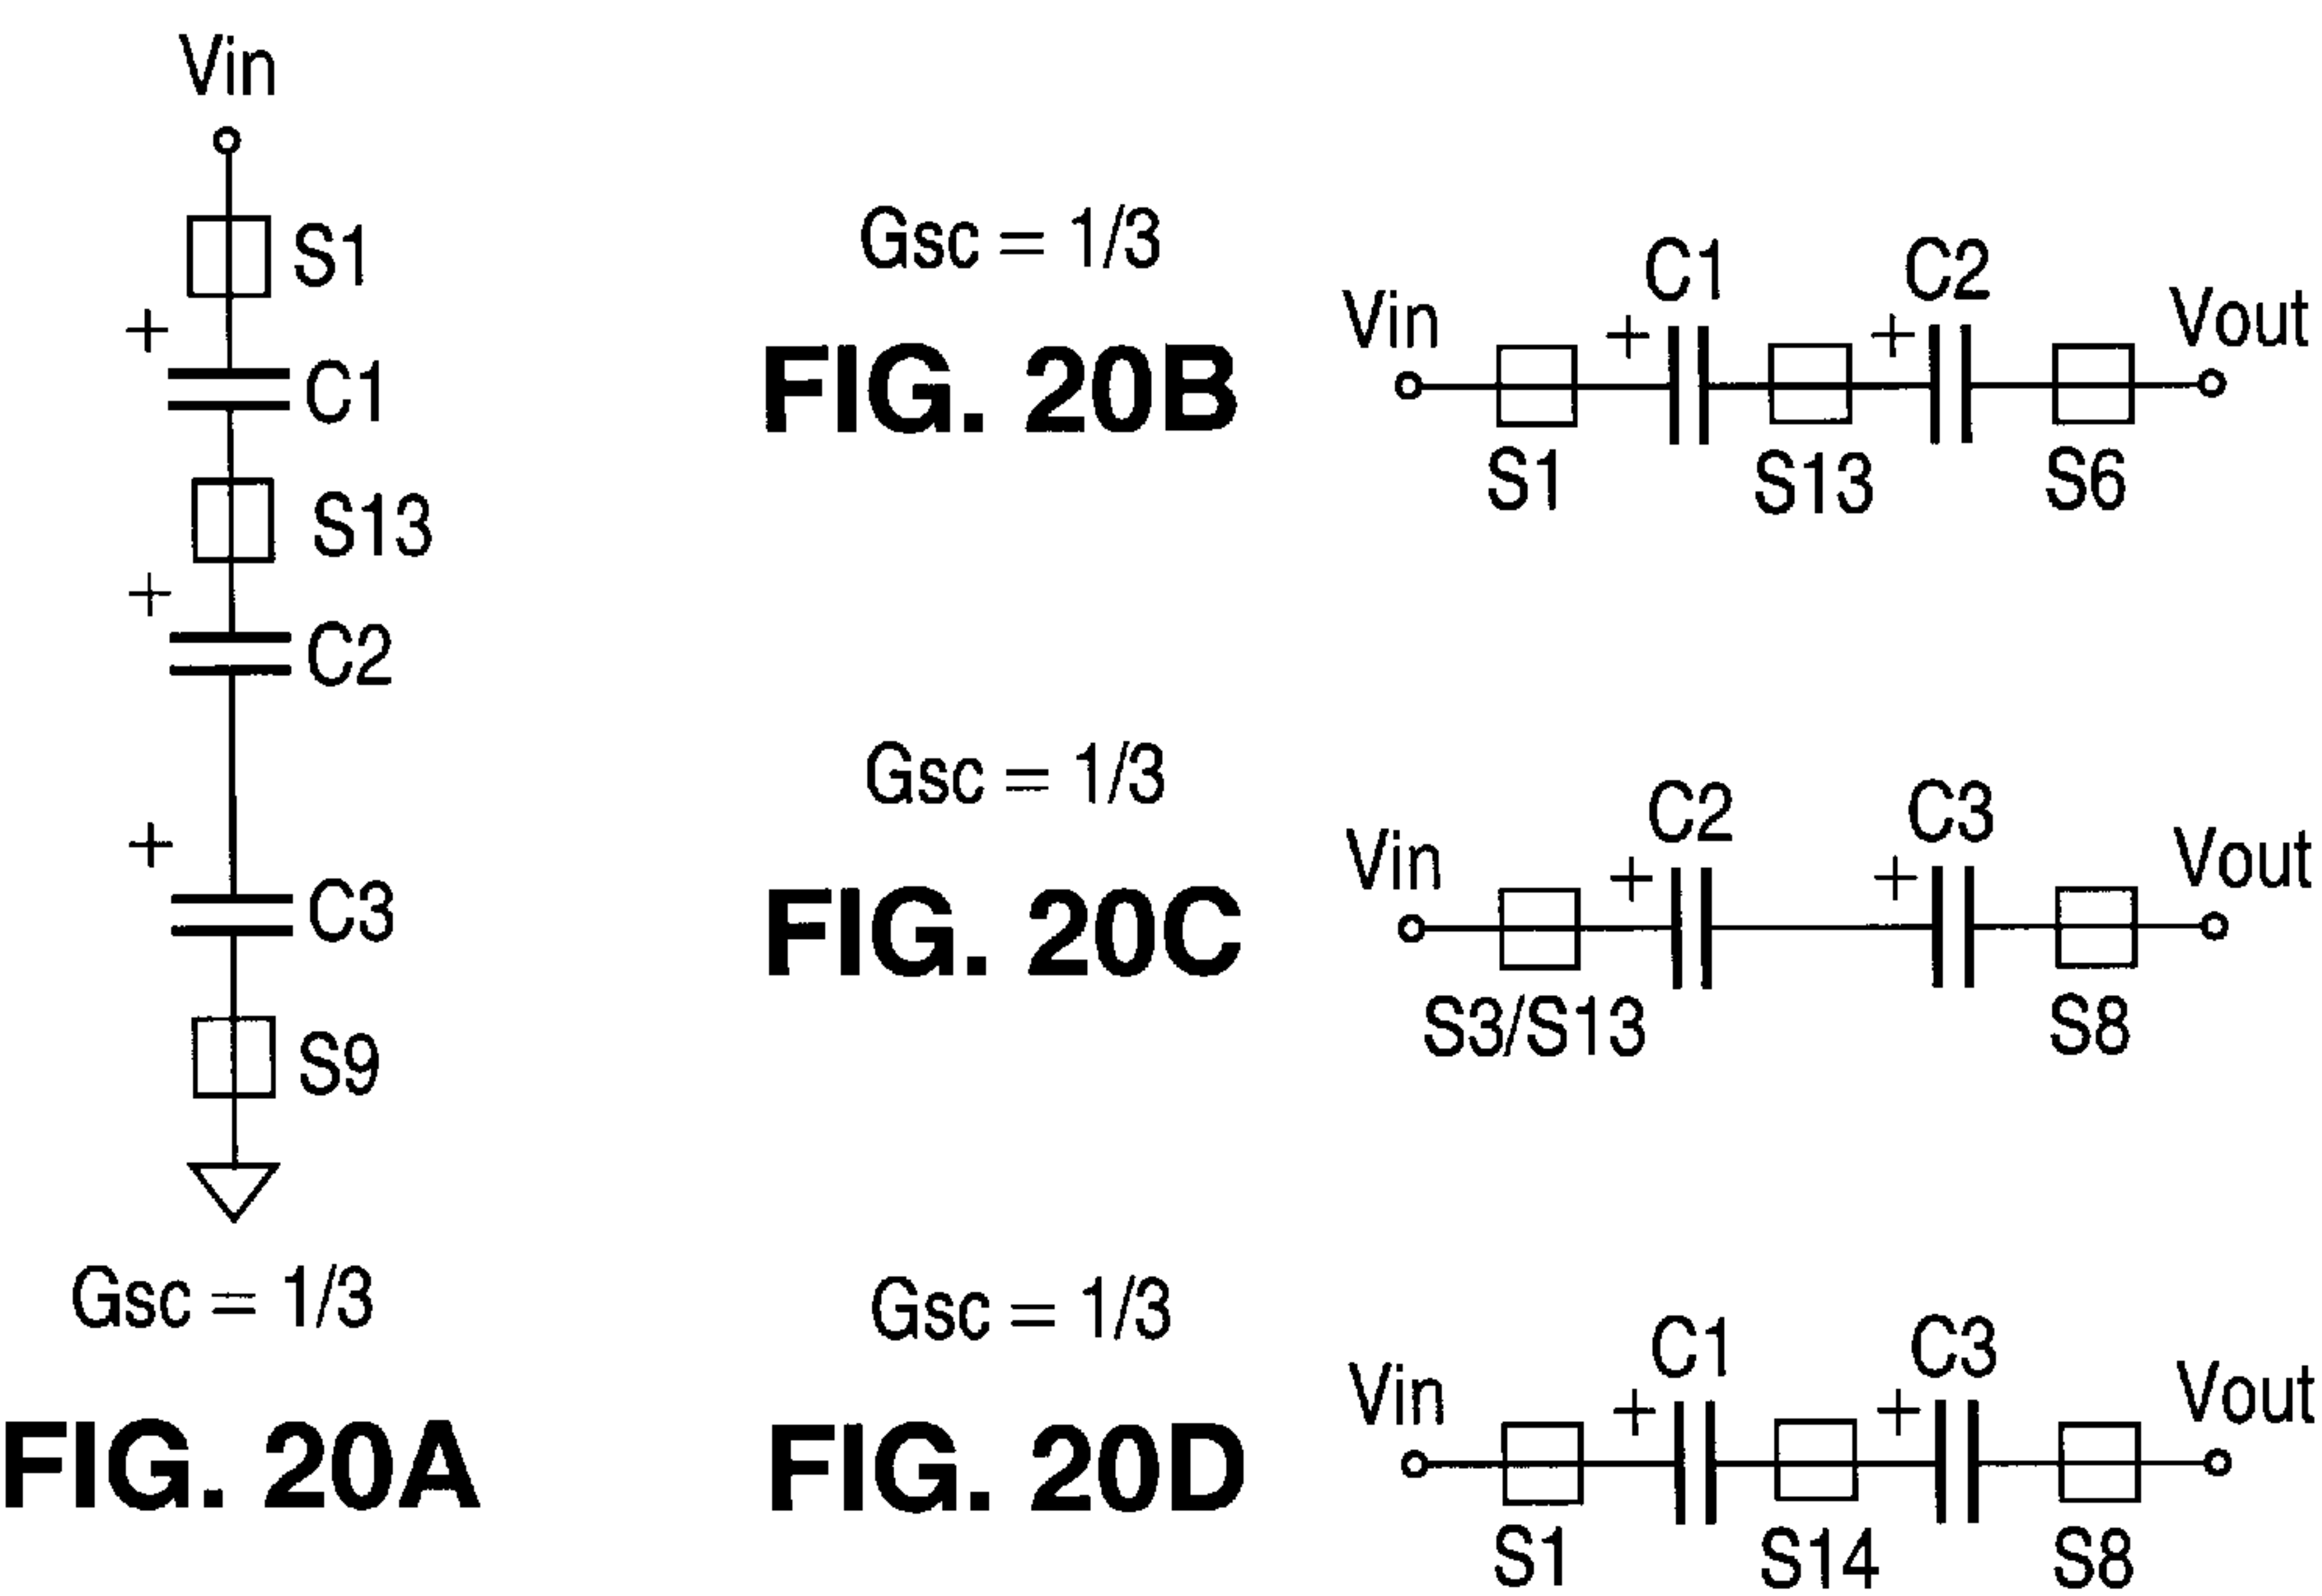 Vin
S1
+
C1
S13
+
C2
+
C3
S9
Gsc = 1/3
FIG. 20A
Gsc = 1/3
FIG. 20B
Vin
+
C1
+
C2
Vout
S1
S13
S6
Gsc = 1/3
FIG. 20C
Vin
+
C2
+
C3
Vout
S3/S13
S8
Gsc = 1/3
FIG. 20D
Vin
+
C1
+
C3
Vout
S1
S14
S8